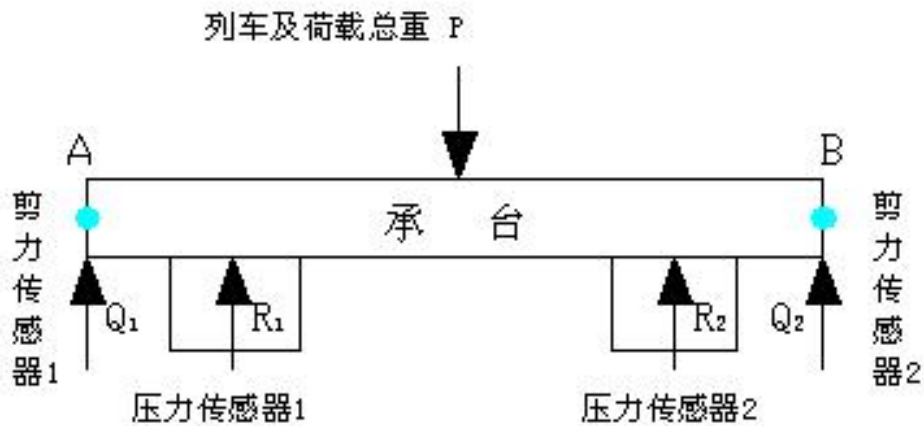 列车及荷载总重 P
A
B
剪力传感器1
承 台
剪力传感器2
Q₁
R₁
R₂
Q₂
压力传感器1
压力传感器2